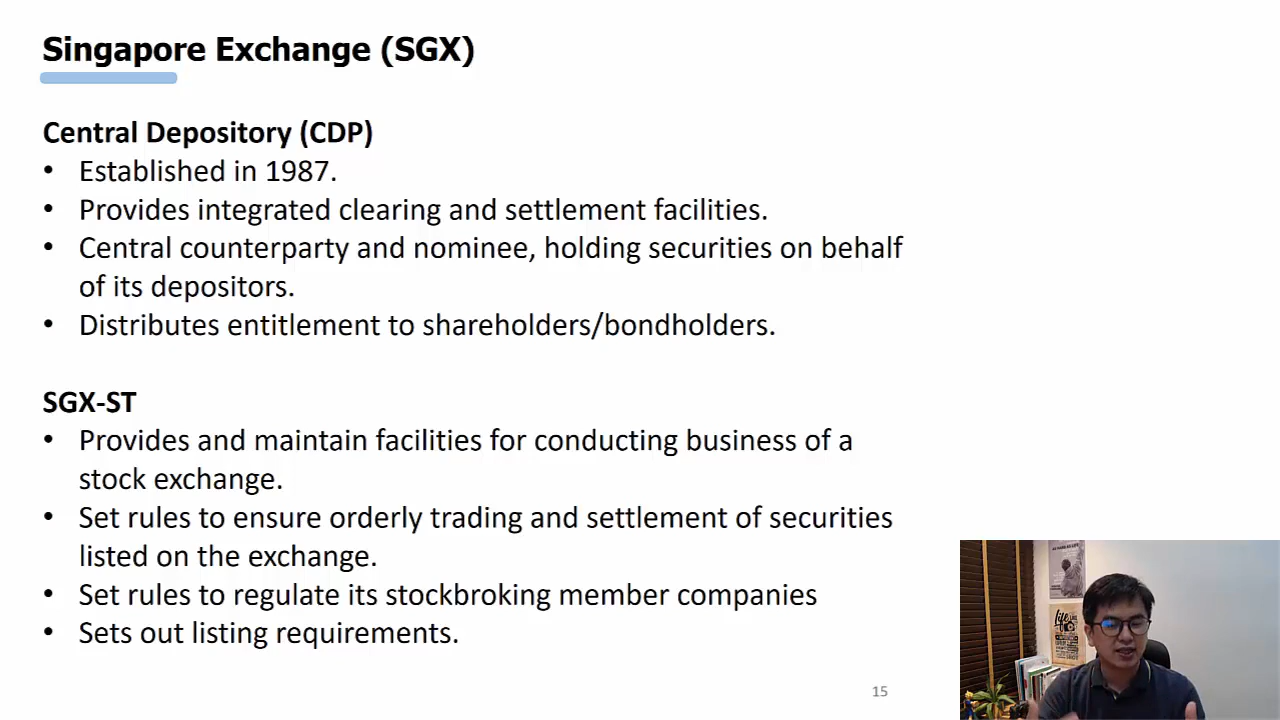 Singapore Exchange (SGX)
Central Depository (CDP)
• Established in 1987.
• Provides integrated clearing and settlement facilities.
• Central counterparty and nominee, holding securities on behalf
of its depositors.
• Distributes entitlement to shareholders/bondholders.
SGX-ST
• Provides and maintain facilities for conducting business of a
stock exchange.
• Set rules to ensure orderly trading and settlement of securities
listed on the exchange.
• Set rules to regulate its stockbroking member companies
• Sets out listing requirements.
15
Life